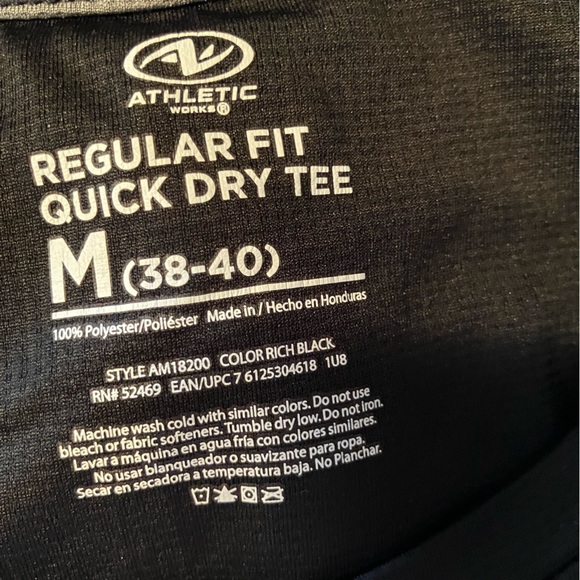 ATHLETIC
WORKS®
REGULAR FIT
QUICK DRY TEE
M (38-40)
100% Polyester/Poliéster Made in / Hecho en Honduras
STYLE AM18200 COLOR RICH BLACK
RN# 52469 EAN/UPC 7 6125304618 1U8
Machine wash cold with similar colors. Do not use
bleach or fabric softeners. Tumble dry low. Do not iron.
Lavar a máquina en agua fría con colores similares.
No usar blanqueador o suavizante para ropa.
Secar en secadora a temperatura baja. No Planchar.